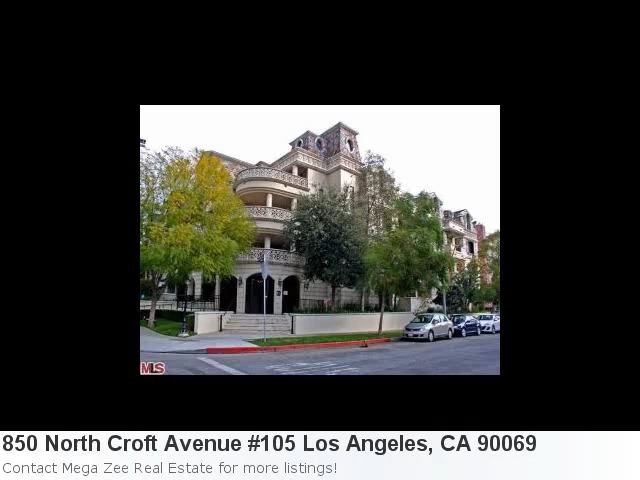 MLS
850 North Croft Avenue #105 Los Angeles, CA 90069
Contact Mega Zee Real Estate for more listings!